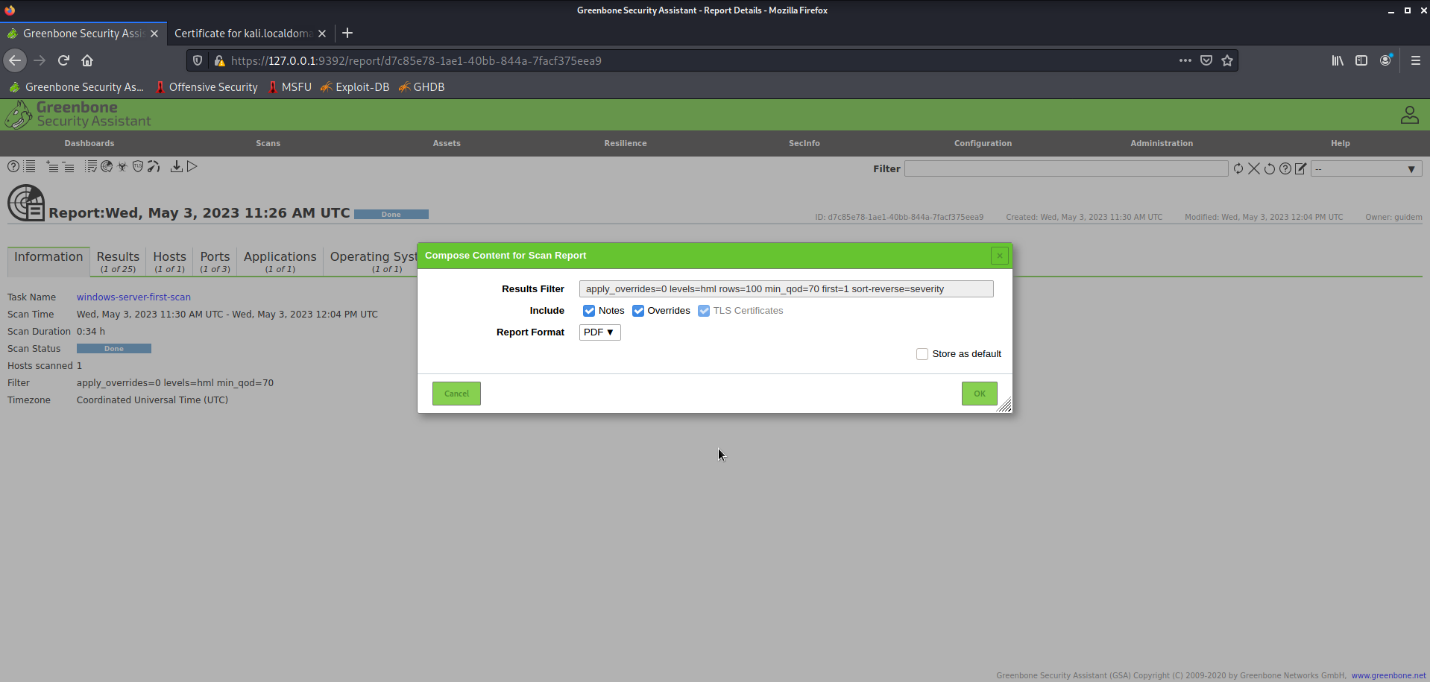 Greenbone Security Assistant - Report Details - Mozilla Firefox
Greenbone Security Assis
Certificate for kali.localdoma
https://127.0.0.1:9392/report/d7c85e78-1ae1-40bb-844a-7facf375eea9
Greenbone Security As... Offensive Security MSFU Exploit-DB GHDB
Greenbone
Security Assistant
Dashboards Scans Assets Resilience SecInfo Configuration Administration Help
Filter --
Report:Wed, May 3, 2023 11:26 AM UTC Done ID: d7c85e78-1ae1-40bb-844a-7facf375eea9 Created: Wed, May 3, 2023 11:30 AM UTC Modified: Wed, May 3, 2023 12:04 PM UTC Owner: guidem
Information Results Hosts Ports Applications Operating Syst
(1 of 25) (1 of 1) (1 of 3) (1 of 1) (1 of 1)
Task Name windows-server-first-scan
Scan Time Wed, May 3, 2023 11:30 AM UTC - Wed, May 3, 2023 12:04 PM UTC
Scan Duration 0:34 h
Scan Status Done
Hosts scanned 1
Filter apply_overrides=0 levels=hml min_qod=70
Timezone Coordinated Universal Time (UTC)
Compose Content for Scan Report ×
Results Filter apply_overrides=0 levels=hml rows=100 min_qod=70 first=1 sort-reverse=severity
Include Notes Overrides TLS Certificates
Report Format PDF ▼
Store as default
Cancel OK
Greenbone Security Assistant (GSA) Copyright (C) 2009-2020 by Greenbone Networks GmbH, www.greenbone.net